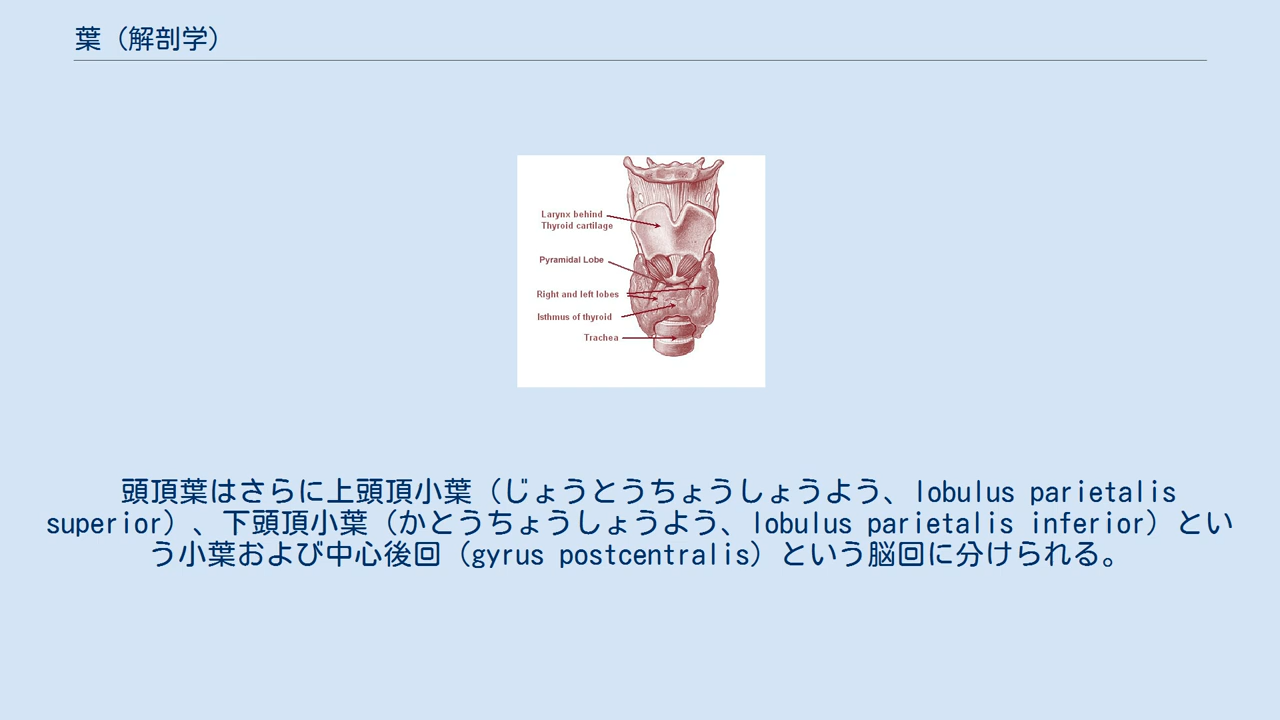 葉（解剖学）
Larynx behind
Thyroid cartilage
Pyramidal Lobe
Right and left lobes
Isthmus of thyroid
Trachea
頭頂葉はさらに上頭頂小葉（じょうとうちょうしょうよう、lobulus parietalis
superior）、下頭頂小葉（かとうちょうしょうよう、lobulus parietalis inferior）とい
う小葉および中心後回（gyrus postcentralis）という脳回に分けられる。